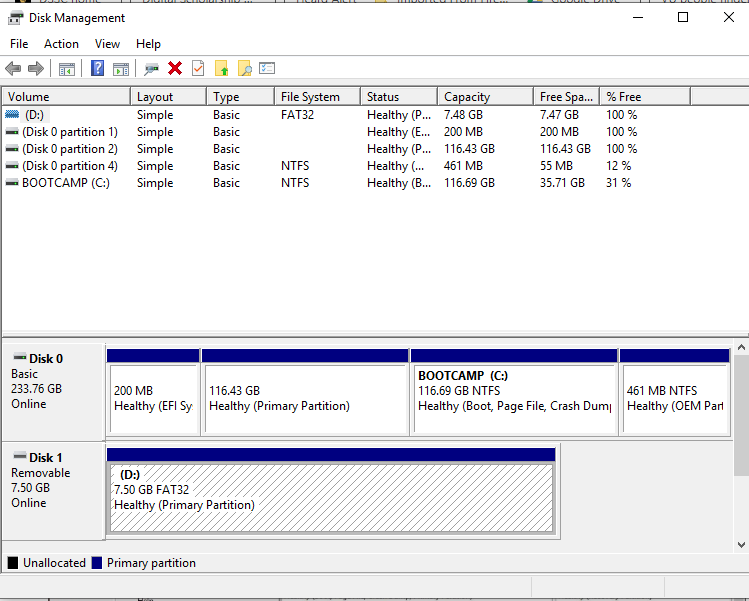 Disk Management
File Action View Help
Volume Layout Type File System Status Capacity Free Spa... % Free
(D:) Simple Basic FAT32 Healthy (P... 7.48 GB 7.47 GB 100 %
(Disk 0 partition 1) Simple Basic Healthy (E... 200 MB 200 MB 100 %
(Disk 0 partition 2) Simple Basic Healthy (P... 116.43 GB 116.43 GB 100 %
(Disk 0 partition 4) Simple Basic NTFS Healthy (... 461 MB 55 MB 12 %
BOOTCAMP (C:) Simple Basic NTFS Healthy (B... 116.69 GB 35.71 GB 31 %
Disk 0
Basic
233.76 GB
Online
200 MB
Healthy (EFI Sy
116.43 GB
Healthy (Primary Partition)
BOOTCAMP (C:)
116.69 GB NTFS
Healthy (Boot, Page File, Crash Dump
461 MB NTFS
Healthy (OEM Part
Disk 1
Removable
7.50 GB
Online
(D:)
7.50 GB FAT32
Healthy (Primary Partition)
Unallocated Primary partition